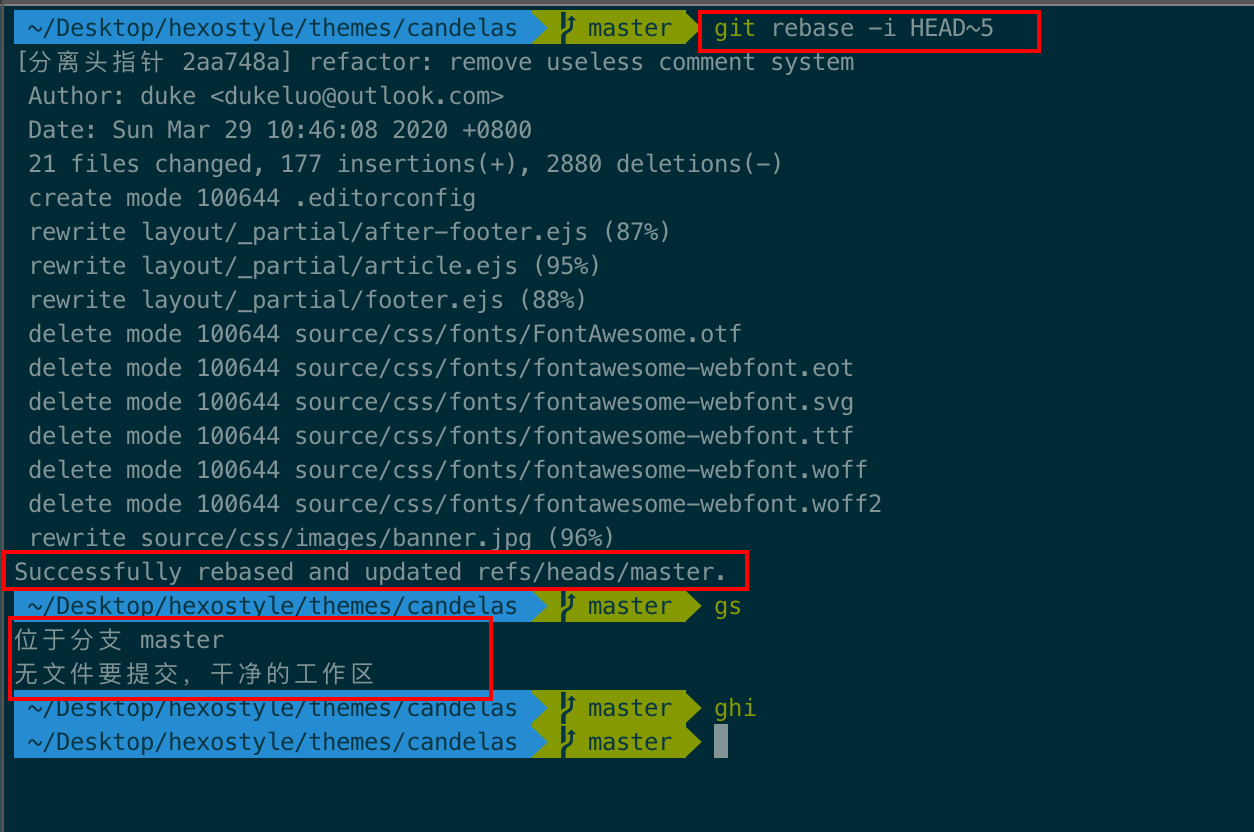 ~/Desktop/hexostyle/themes/candelas master git rebase -i HEAD~5
[分离头指针 2aa748a] refactor: remove useless comment system
Author: duke <dukeluo@outlook.com>
Date: Sun Mar 29 10:46:08 2020 +0800
21 files changed, 177 insertions(+), 2880 deletions(-)
create mode 100644 .editorconfig
rewrite layout/_partial/after-footer.ejs (87%)
rewrite layout/_partial/article.ejs (95%)
rewrite layout/_partial/footer.ejs (88%)
delete mode 100644 source/css/fonts/FontAwesome.otf
delete mode 100644 source/css/fonts/fontawesome-webfont.eot
delete mode 100644 source/css/fonts/fontawesome-webfont.svg
delete mode 100644 source/css/fonts/fontawesome-webfont.ttf
delete mode 100644 source/css/fonts/fontawesome-webfont.woff
delete mode 100644 source/css/fonts/fontawesome-webfont.woff2
rewrite source/css/images/banner.jpg (96%)
Successfully rebased and updated refs/heads/master.
~/Desktop/hexostyle/themes/candelas master gs
位于分支 master
无文件要提交，干净的工作区
~/Desktop/hexostyle/themes/candelas master ghi
~/Desktop/hexostyle/themes/candelas master